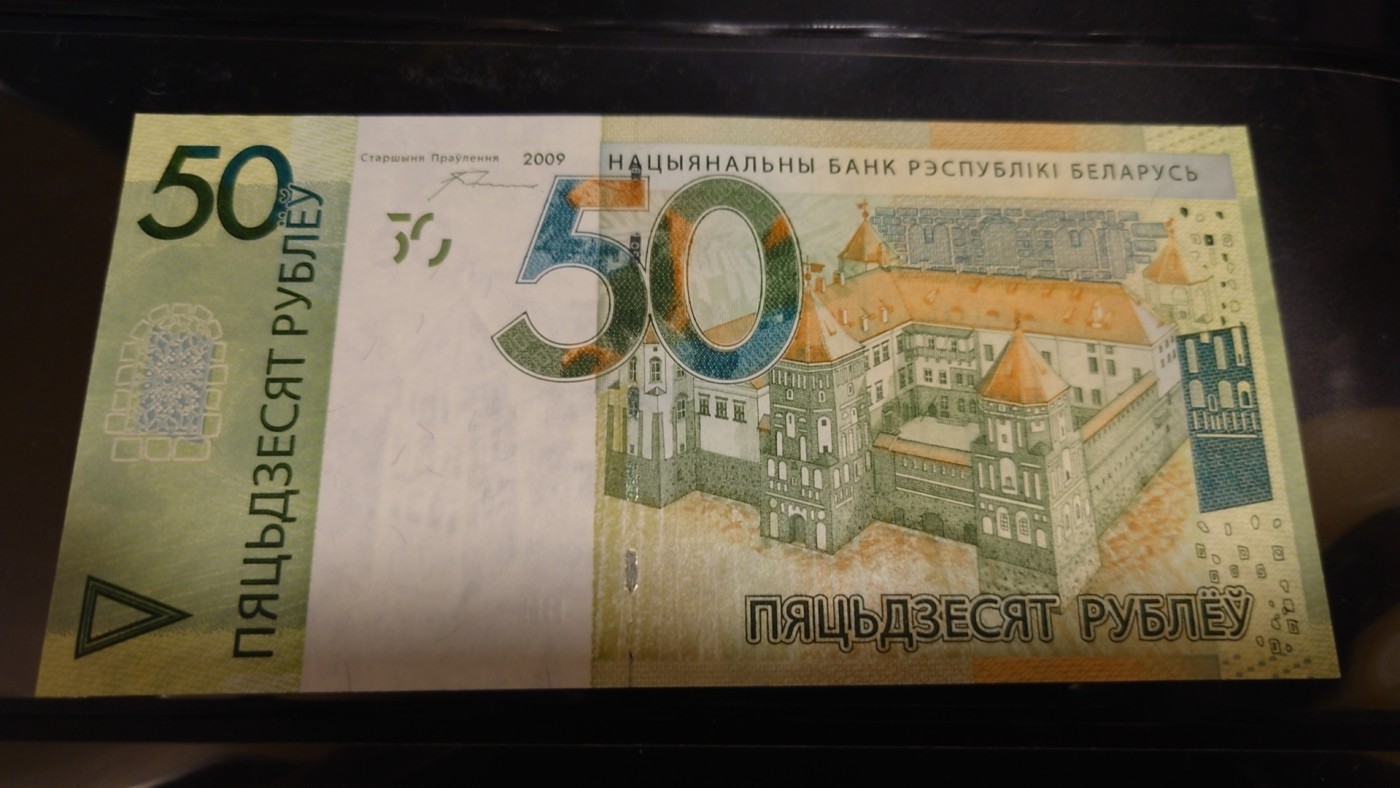 50
ПЯЦЬДЗЕСЯТ РУБЛЁЎ
Старшыня Праўлення 2009
НАЦЫЯНАЛЬНЫ БАНК РЭСПУБЛІКІ БЕЛАРУСЬ
50
ПЯЦЬДЗЕСЯТ РУБЛЁЎ